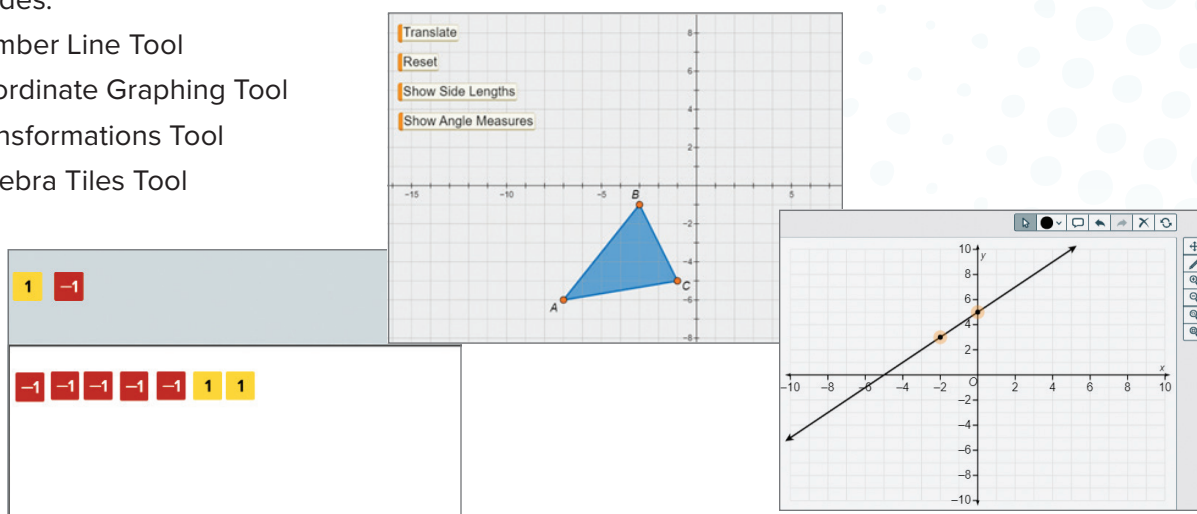 des:
mber Line Tool
ordinate Graphing Tool
nsformations Tool
ebra Tiles Tool
Translate
Reset
Show Side Lengths
Show Angle Measures
8
6
4
2
−15 −10 −5 5
−2
−4
−6
−8
A
B
C
1 −1
−1 −1 −1 −1 −1 1 1
10 y
8
6
4
2
−10 −8 −6 −4 −2 O 2 4 6 8 10 x
−2
−4
−6
−8
−10